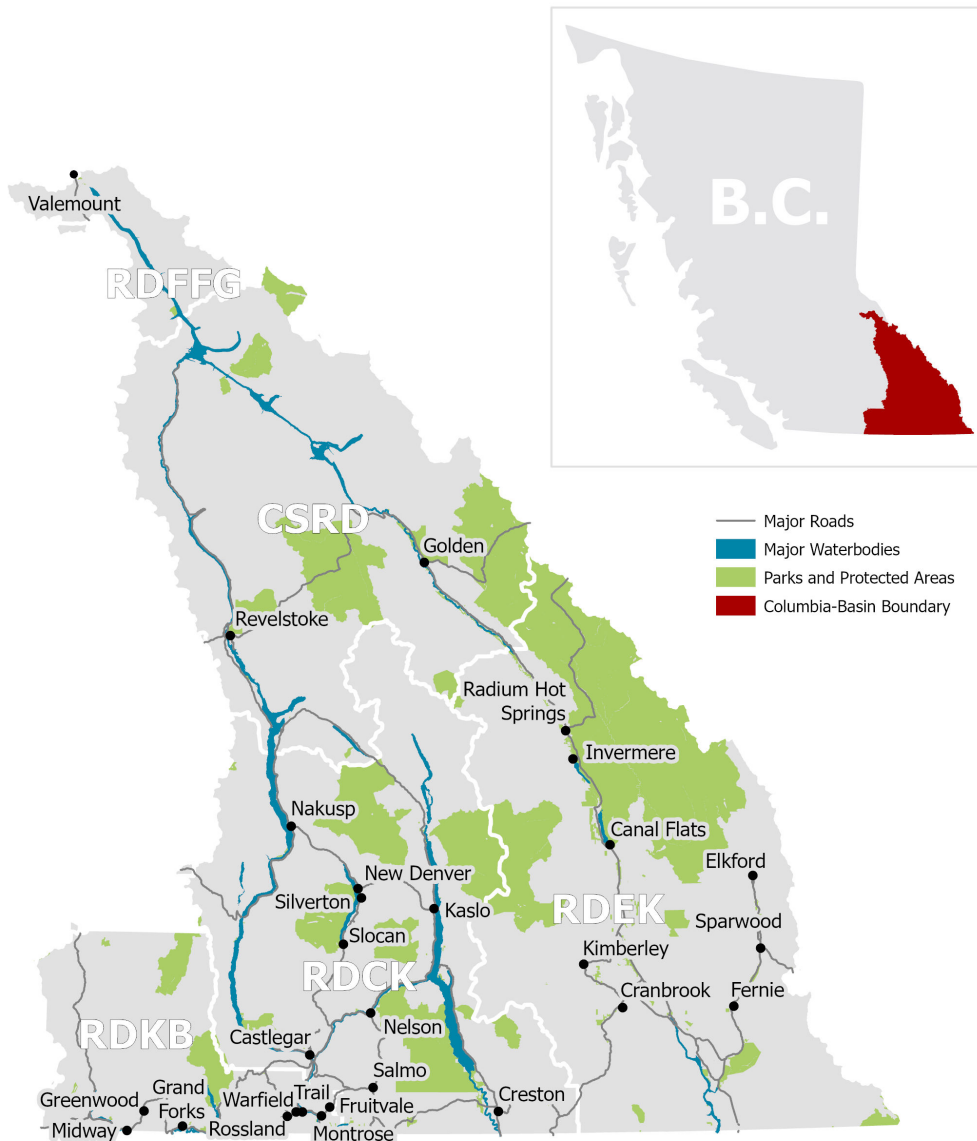 B.C.
Valemount
RDFFG
CSRD
Golden
Revelstoke
Major Roads
Major Waterbodies
Parks and Protected Areas
Columbia-Basin Boundary
Radium Hot
Springs
Invermere
Nakusp
Canal Flats
Elkford
New Denver
Silverton
Kaslo
RDEK
Sparwood
Slocan
RDCK
Kimberley
Cranbrook
Fernie
Nelson
RDKB
Castlegar
Salmo
Grand
Forks
Greenwood
Warfield
Trail
Fruitvale
Creston
Midway
Rossland
Montrose